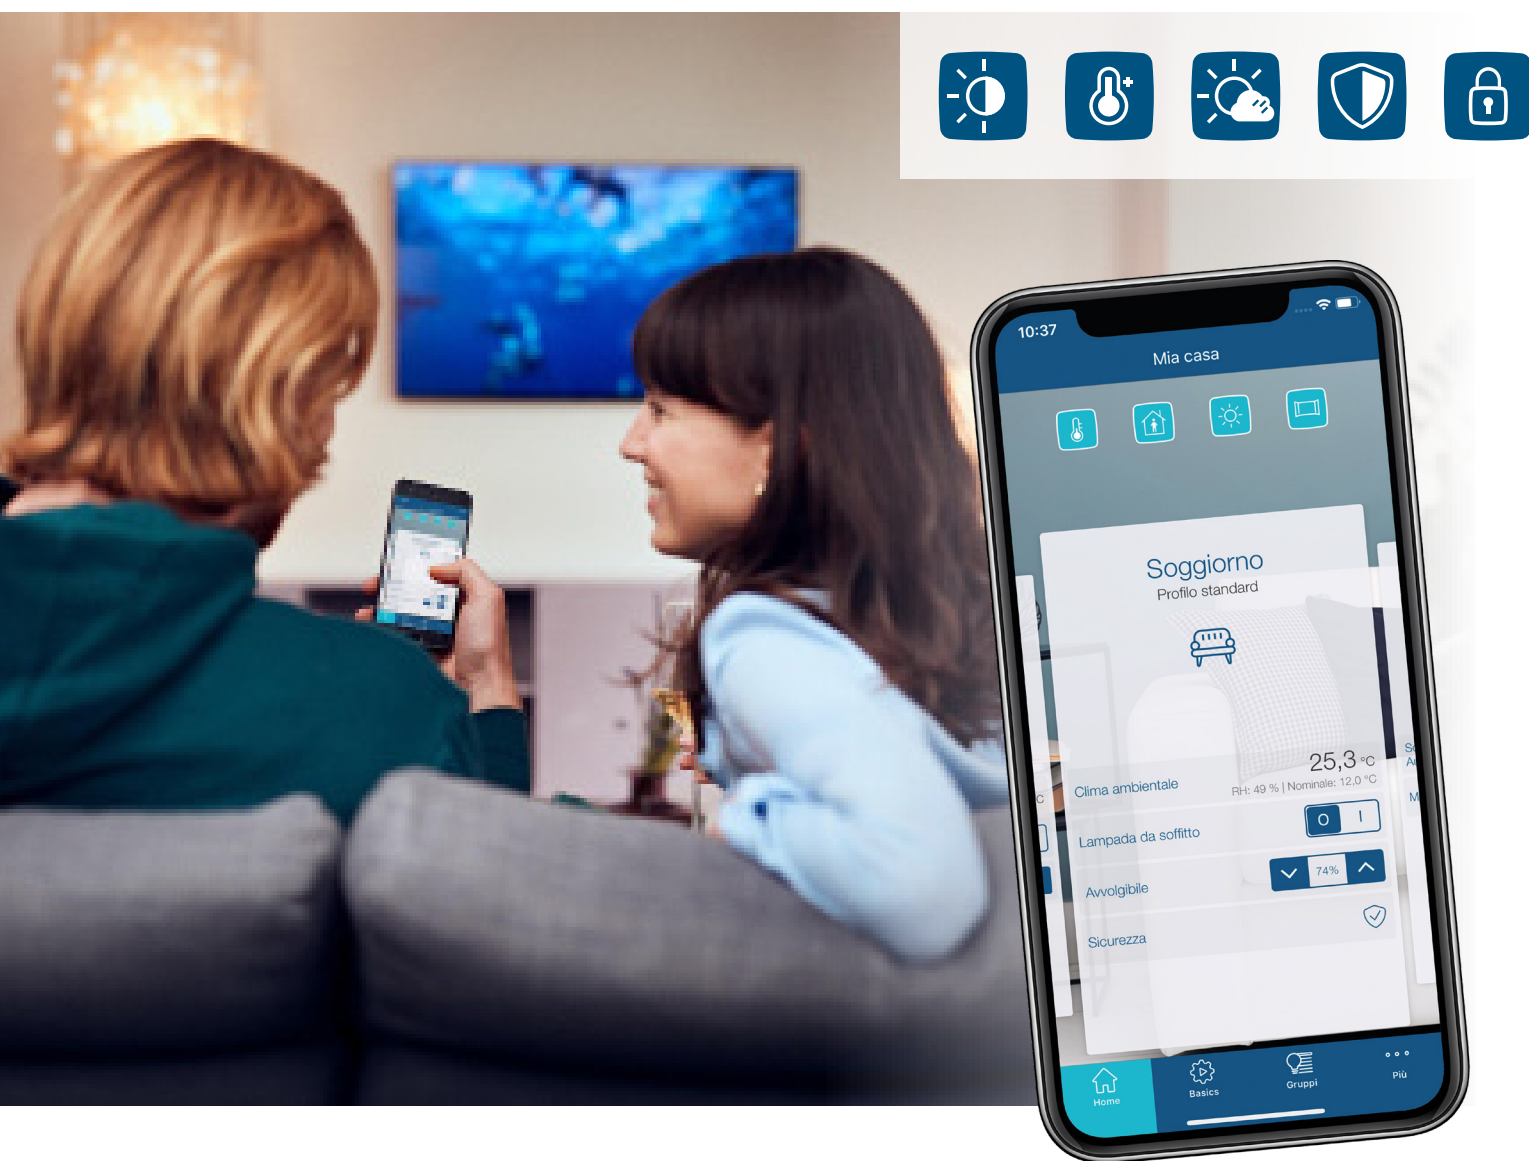 10:37
Mia casa
Soggiorno
Profilo standard
25,3 °C
Clima ambientale
RH: 49 % | Nominale: 12,0 °C
Lampada da soffitto
O I
Avvolgibile
74%
Sicurezza
Home
Basics
Gruppi
Più